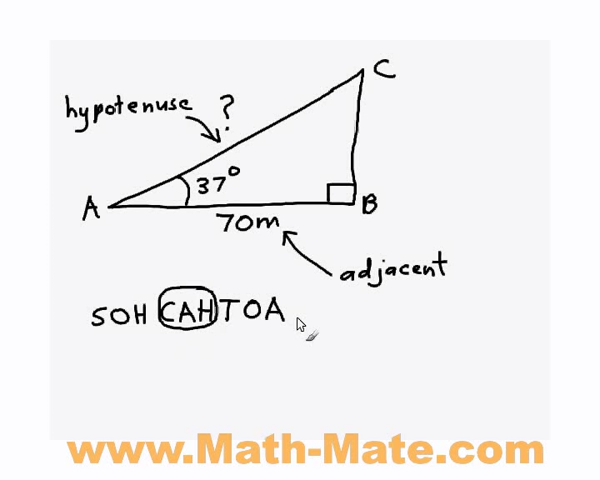 C
hypotenuse ?
37°
A
B
70m
adjacent
SOH CAH TOA
www.Math-Mate.com